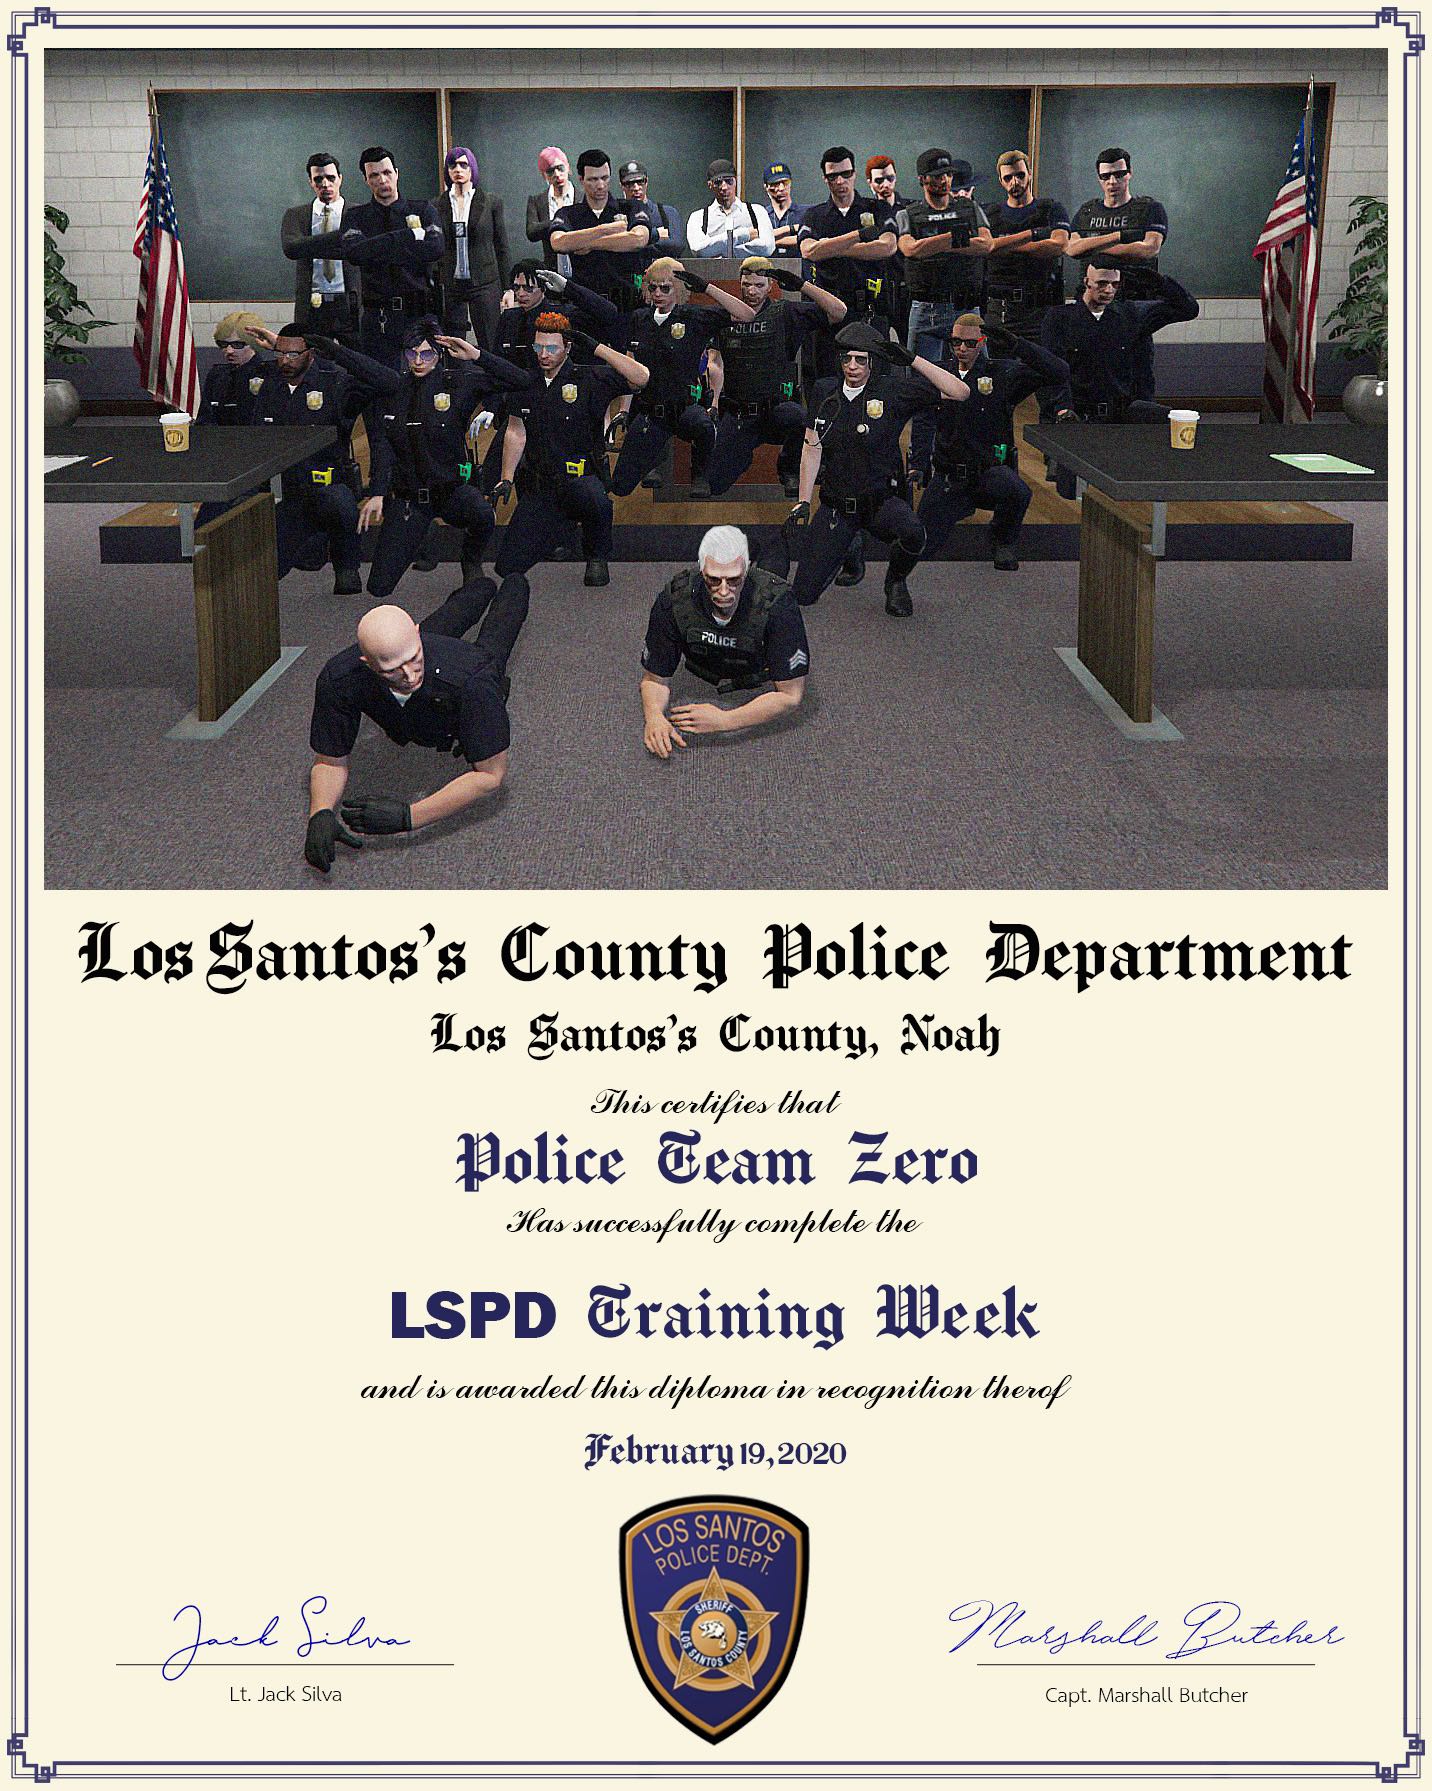 POLICE
POLICE
POLICE
POLICE
Los Santos's County Police Department
Los Santos's County, Noah
This certifies that
Police Team Zero
Has successfully complete the
LSPD Training Week
and is awarded this diploma in recognition therof
February 19, 2020
LOS SANTOS
POLICE DEPT.
SHERIFF
LOS SANTOS COUNTY
Jack Silva
Lt. Jack Silva
Marshall Butcher
Capt. Marshall Butcher